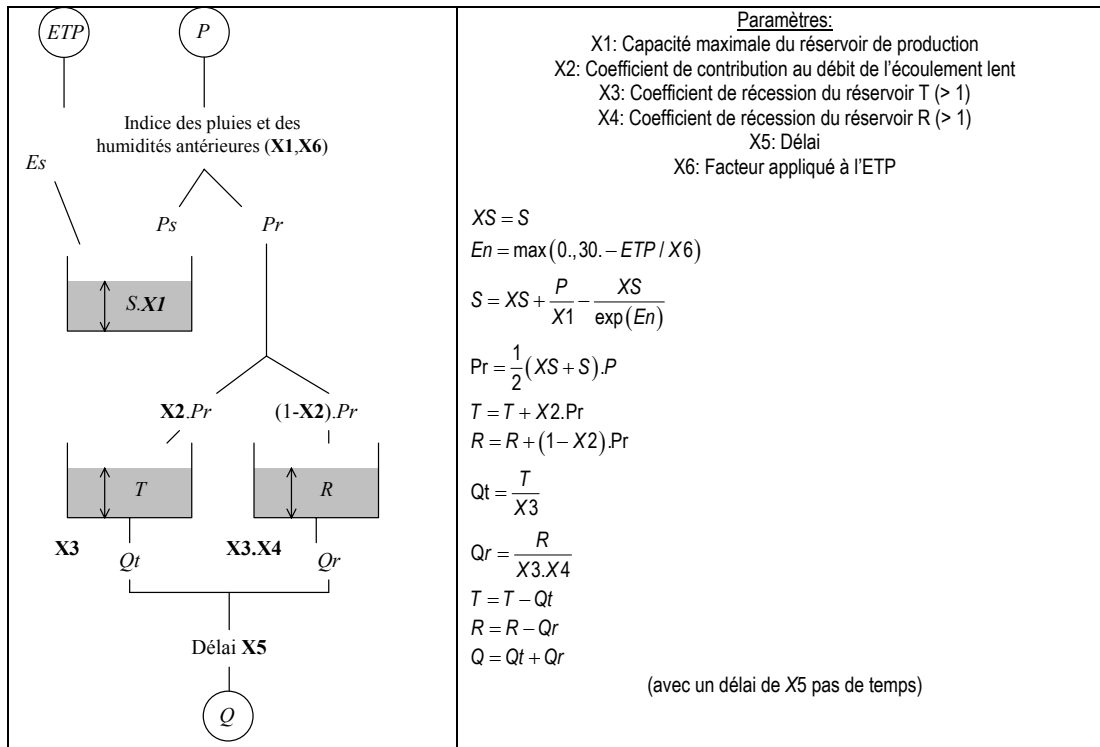 ETP
P
Indice des pluies et des
humidités antérieures (X1,X6)
Es
Ps
Pr
S.X1
X2.Pr
(1-X2).Pr
T
R
X3
Qt
X3.X4
Qr
Délai X5
Q
Paramètres:
X1: Capacité maximale du réservoir de production
X2: Coefficient de contribution au débit de l'écoulement lent
X3: Coefficient de récession du réservoir T (> 1)
X4: Coefficient de récession du réservoir R (> 1)
X5: Délai
X6: Facteur appliqué à l'ETP
XS = S
En = max(0.,30. − ETP / X6)
S = XS + P/X1 − XS/exp(En)
Pr = 1/2 (XS + S).P
T = T + X2.Pr
R = R + (1 − X2).Pr
Qt = T/X3
Qr = R/X3.X4
T = T − Qt
R = R − Qr
Q = Qt + Qr
(avec un délai de X5 pas de temps)